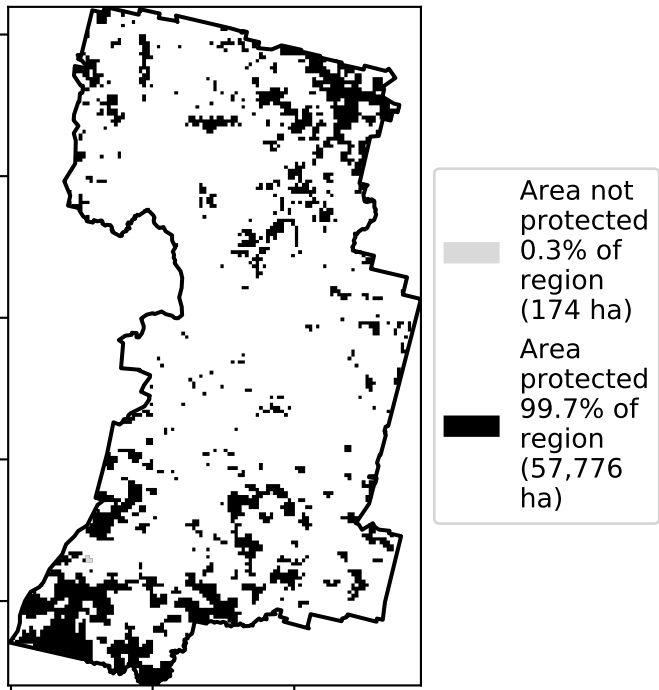 Area not
protected
0.3% of
region
(174 ha)
Area
protected
99.7% of
region
(57,776
ha)